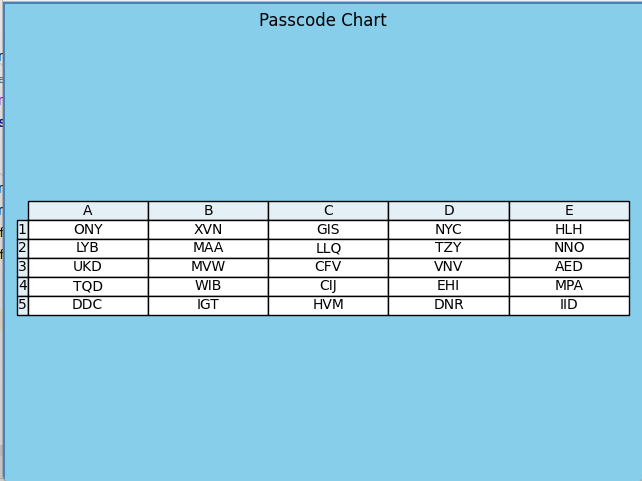 Passcode Chart
A B C D E
1 ONY XVN GIS NYC HLH
2 LYB MAA LLQ TZY NNO
3 UKD MVW CFV VNV AED
4 TQD WIB CIJ EHI MPA
5 DDC IGT HVM DNR IID